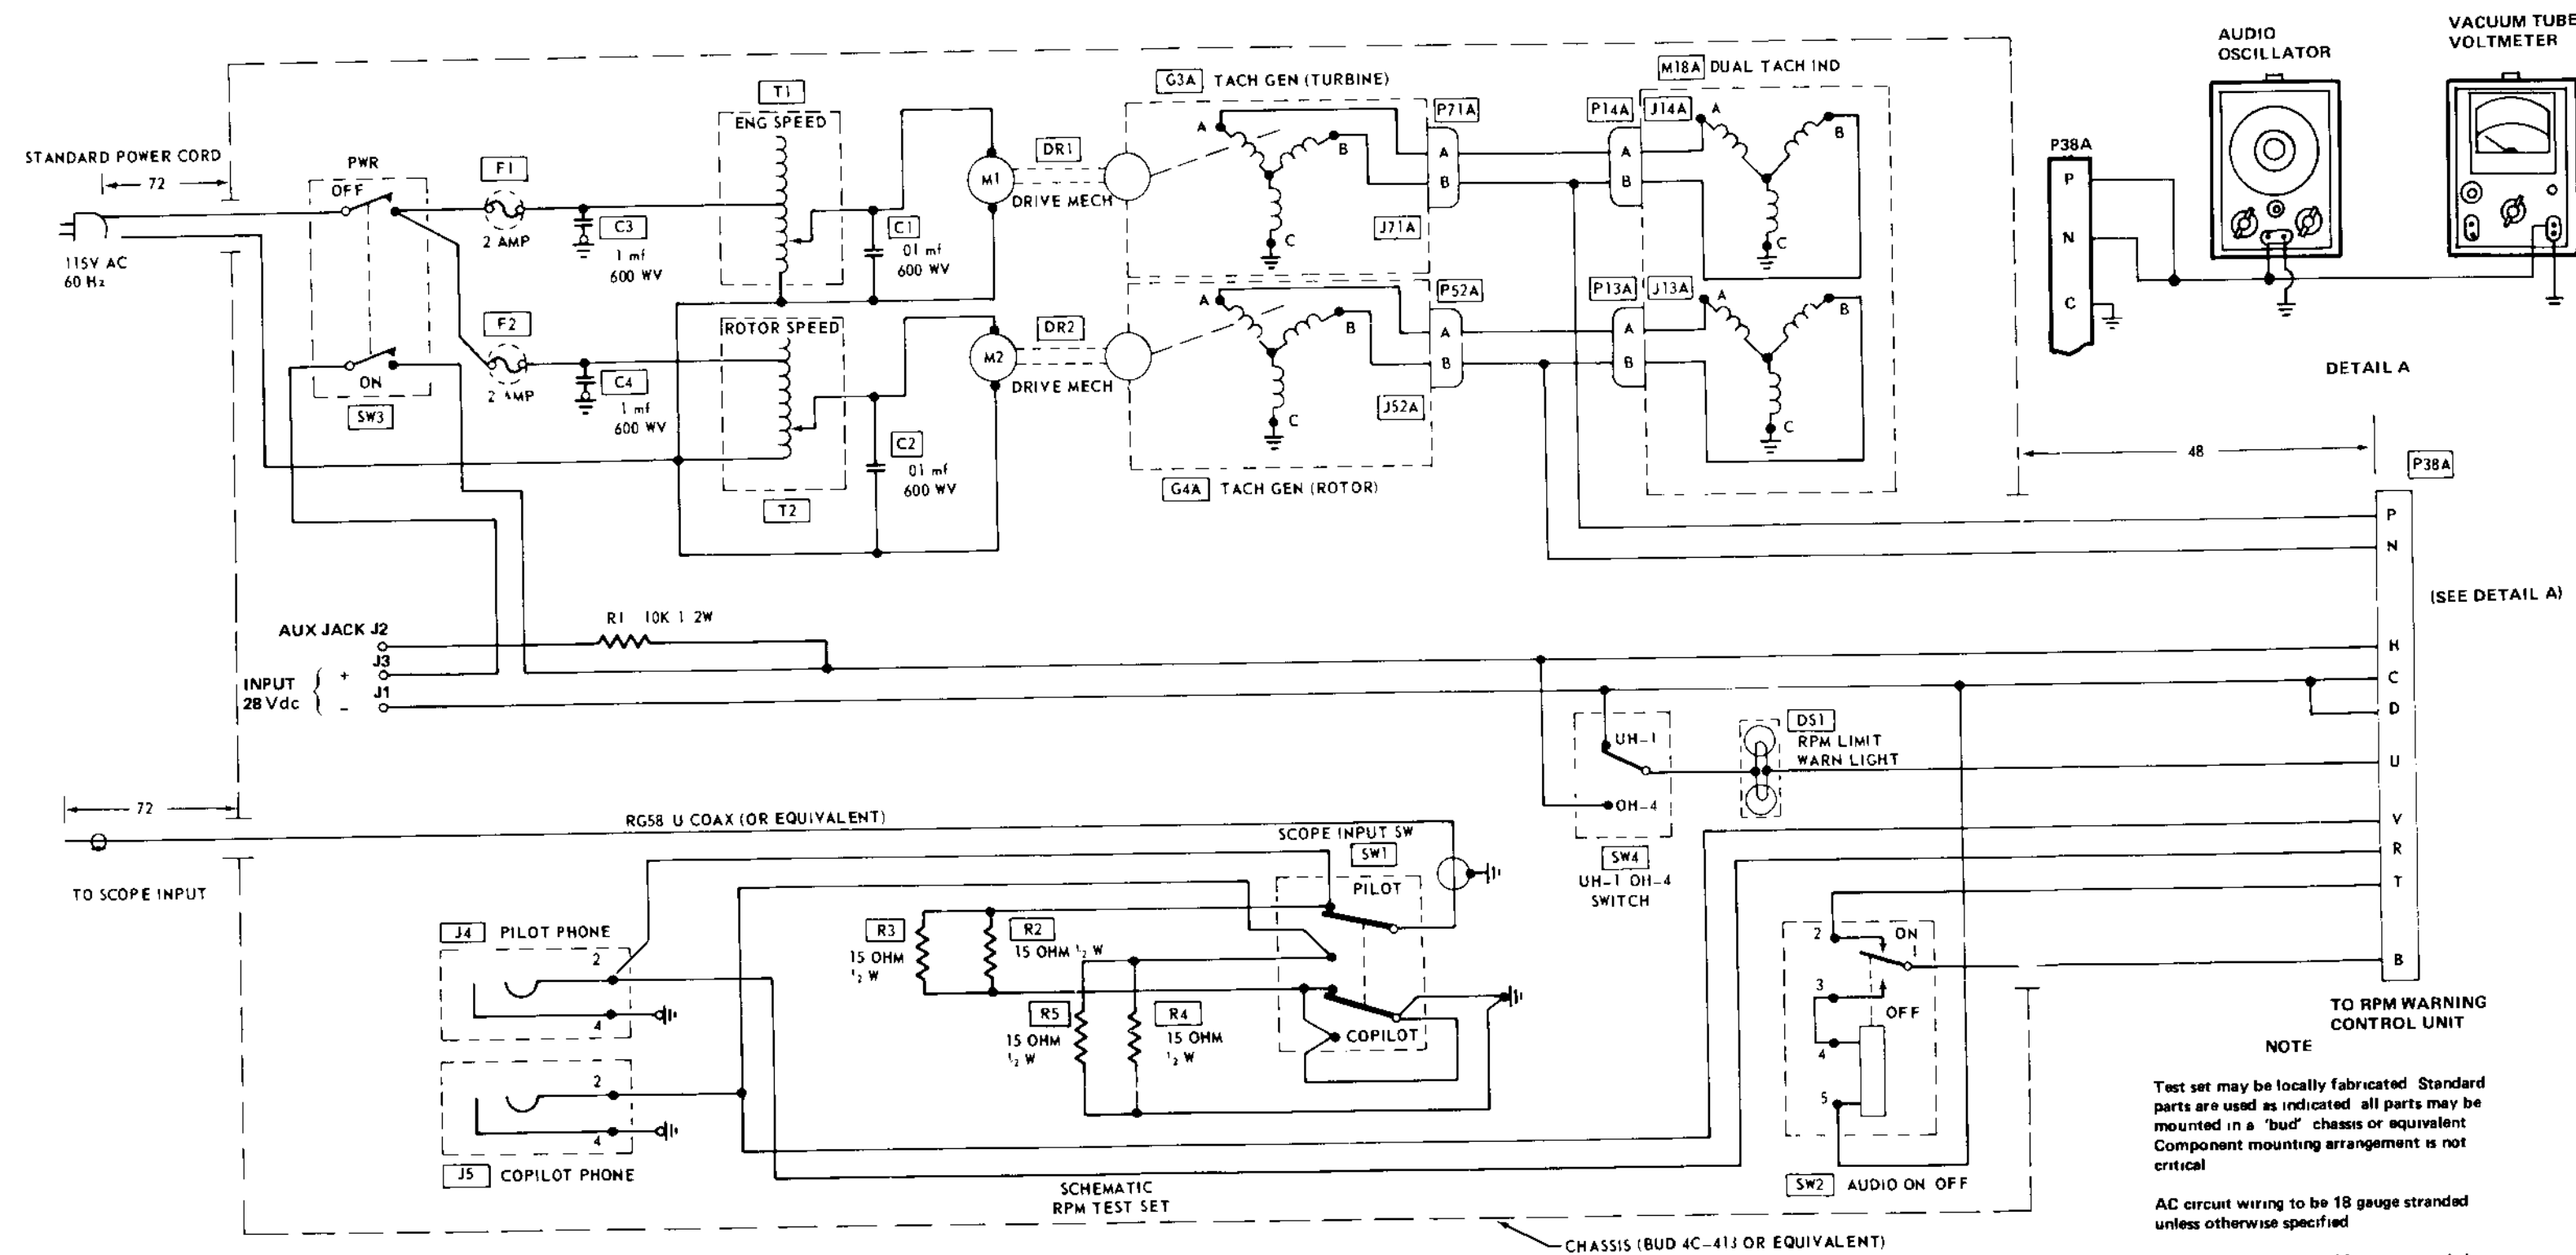 AUDIO
OSCILLATOR
VACUUM TUBE
VOLTMETER
STANDARD POWER CORD
72
115V AC
60 Hz
PWR
OFF
ON
SW3
F1
2 AMP
F2
2 AMP
C3
1 mf
600 WV
C4
1 mf
600 WV
T1
ENG SPEED
ROTOR SPEED
T2
C1
01 mf
600 WV
C2
01 mf
600 WV
M1
DR1
DRIVE MECH
M2
DR2
DRIVE MECH
G3A TACH GEN (TURBINE)
A
B
C
P71A
A
B
J71A
A
B
C
P52A
A
B
J52A
G4A TACH GEN (ROTOR)
M18A DUAL TACH IND
P14A J14A
A
B
A
B
C
P13A J13A
A
B
A
B
C
P38A
P
N
C
DETAIL A
48
P38A
P
N
H
C
D
U
V
R
T
B
(SEE DETAIL A)
AUX JACK J2
J3
INPUT
28 Vdc
+
J1
–
R1 10K 1 2W
UH-1
OH-4
SW4
UH-1 OH-4
SWITCH
DS1
RPM LIMIT
WARN LIGHT
72
TO SCOPE INPUT
RG58 U COAX (OR EQUIVALENT)
SCOPE INPUT SW
SW1
PILOT
COPILOT
J4 PILOT PHONE
2
4
2
4
J5 COPILOT PHONE
R3
15 OHM
½ W
R2
15 OHM ½ W
R5
15 OHM
½ W
R4
15 OHM
½ W
2
ON
1
3
OFF
4
5
SW2 AUDIO ON OFF
TO RPM WARNING
CONTROL UNIT
NOTE
Test set may be locally fabricated Standard
parts are used as indicated all parts may be
mounted in a 'bud' chassis or equivalent
Component mounting arrangement is not
critical
AC circuit wiring to be 18 gauge stranded
unless otherwise specified
SCHEMATIC
RPM TEST SET
CHASSIS (BUD 4C-413 OR EQUIVALENT)